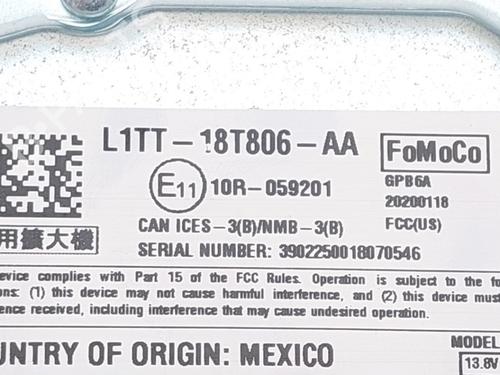 L1TT-18T806-AA
FoMoCo
E11 10R-059201
GPB6A
20200118
CAN ICES-3(B)/NMB-3(B)
FCC(US)
用擴大機
SERIAL NUMBER: 3902250018070546
device complies with Part 15 of the FCC Rules. Operation is subject to the fo
ons: (1) this device may not cause harmful interference, and (2) this device must
ence received, including interference that may cause undesired operation.
UNTRY OF ORIGIN: MEXICO
MODEL
13.8V